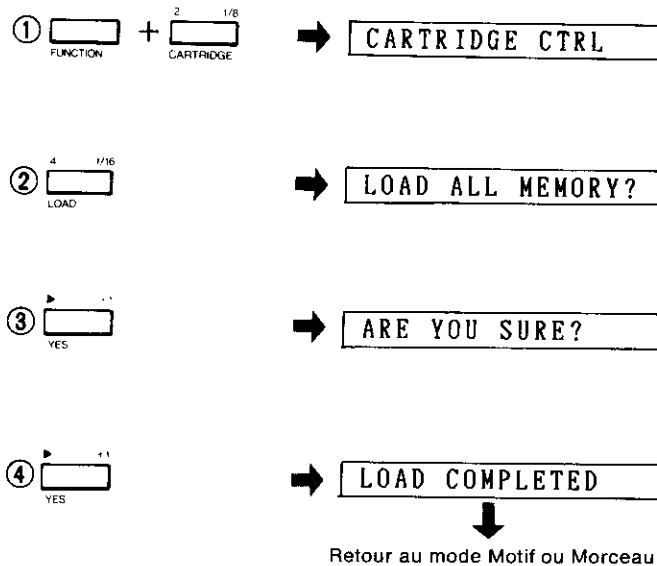 2 1/8
① + CARTRIDGE CTRL
FUNCTION CARTRIDGE
4 1/16
② LOAD ALL MEMORY?
LOAD
③ ARE YOU SURE?
YES
+1
④ LOAD COMPLETED
YES
Retour au mode Motif ou Morceau